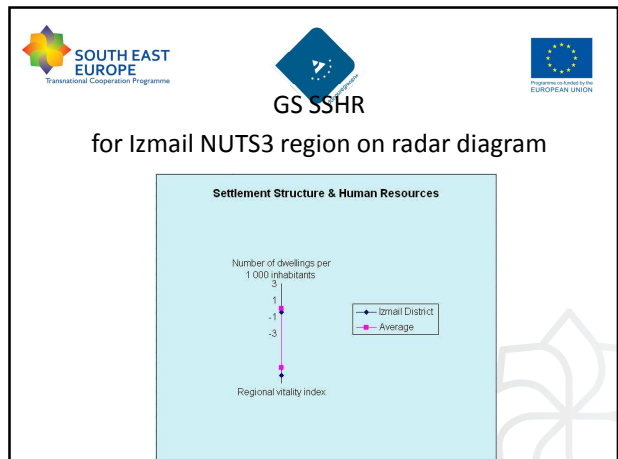 SOUTH EAST
EUROPE
Transnational Cooperation Programme
Programme co-funded by the
EUROPEAN UNION
GS SSHR
for Izmail NUTS3 region on radar diagram
Settlement Structure & Human Resources
Number of dwellings per
1 000 inhabitants
3
1
-1
-3
Izmail District
Average
Regional vitality index